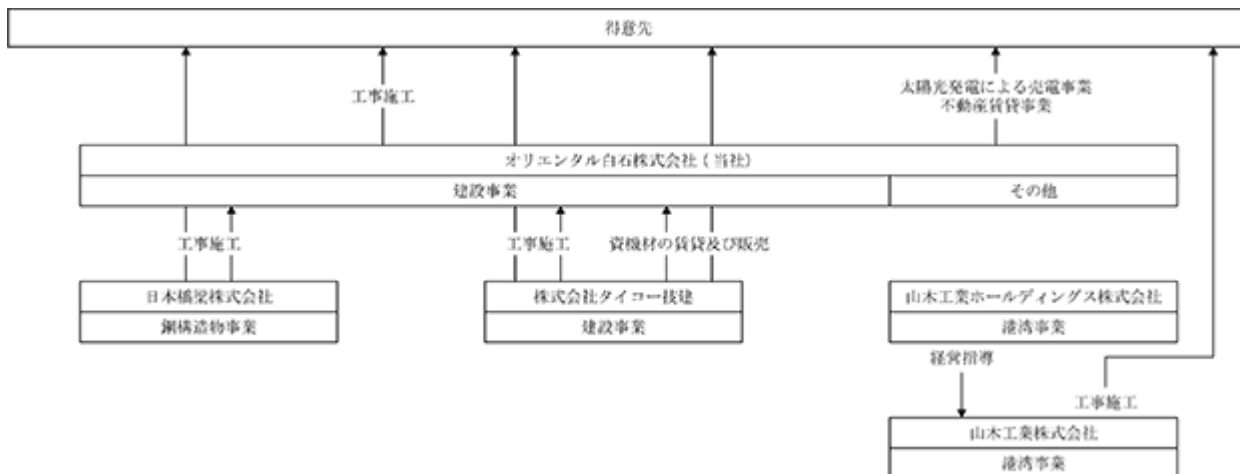 得意先
工事施工
太陽光発電による売電事業
不動産賃貸事業
オリエンタル白石株式会社(当社)
建設事業
その他
工事施工
工事施工
資機材の賃貸及び販売
日本橋梁株式会社
鋼構造物事業
株式会社タイコー技建
建設事業
山木工業ホールディングス株式会社
港湾事業
経営指導
工事施工
山木工業株式会社
港湾事業